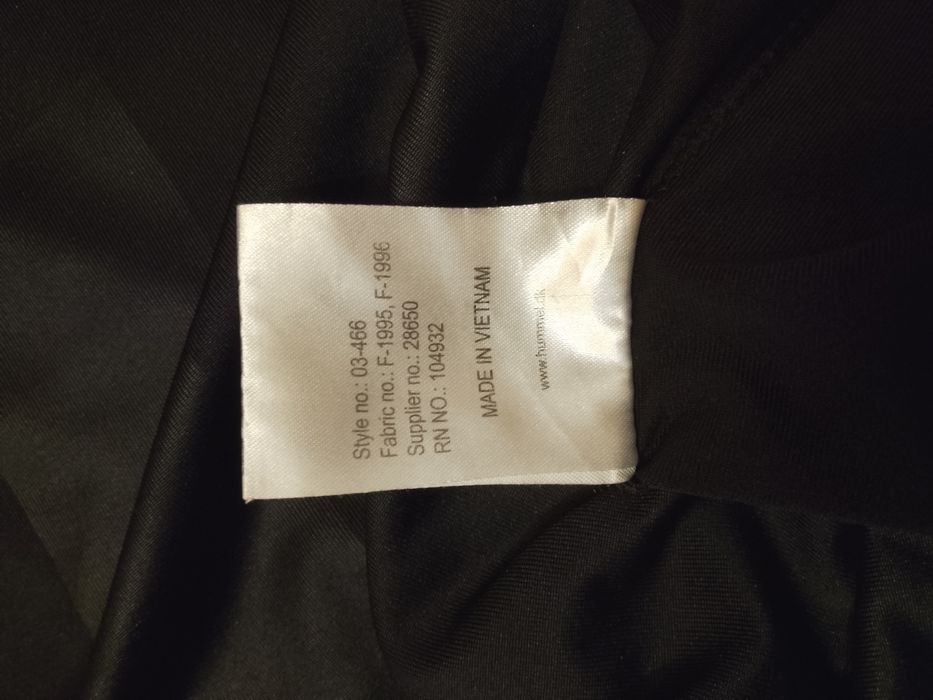 Style no.: 03-466
Fabric no.: F-1995, F-1996
Supplier no.: 28650
RN NO.: 104932
MADE IN VIETNAM
www.hummel.dk